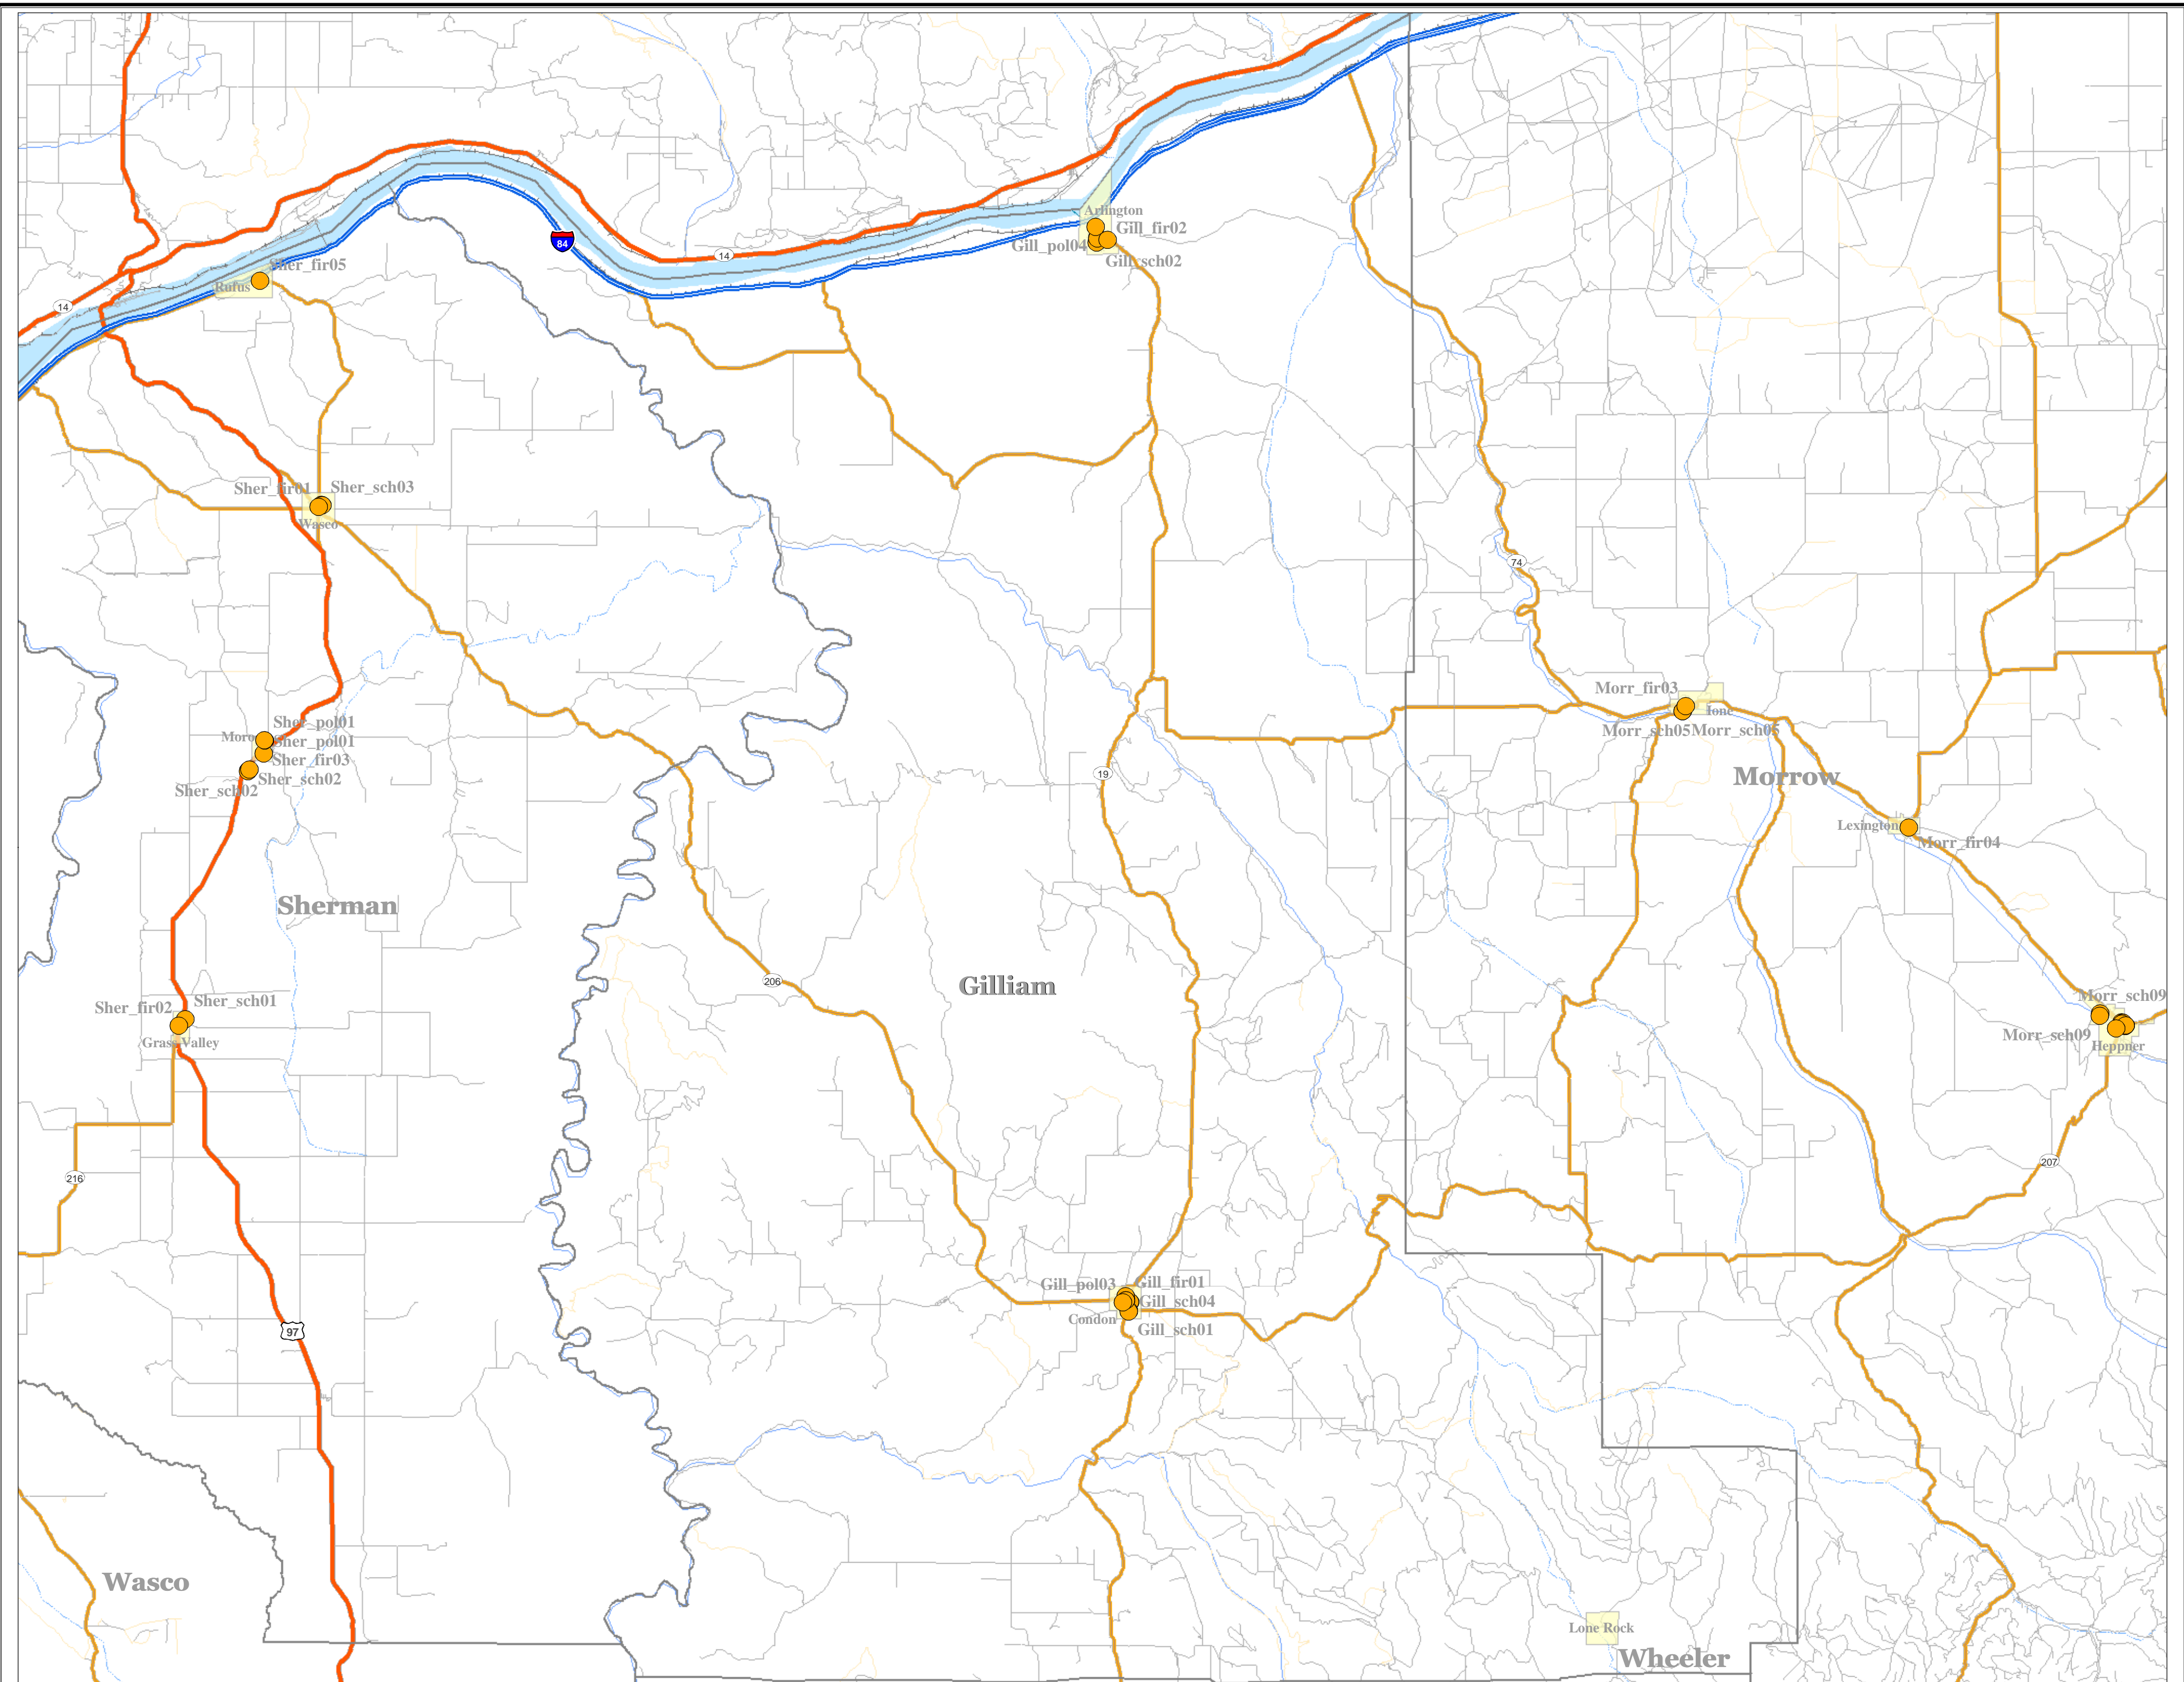 Arlington
Gill_fir02
Gill_pol04
Gill_sch02
84
14
Sher_fir05
Rufus
14
Sher_fir01
Sher_sch03
Wasco
74
Morr_fir03
Ione
Morr_sch05
Morr_sch05
Sher_pol01
Moro
Sher_pol01
Sher_fir03
Sher_sch02
Sher_sch02
19
Morrow
Lexington
Morr_fir04
Sherman
206
Gilliam
Sher_sch01
Sher_fir02
Grass Valley
Morr_sch09
Morr_sch09
Heppner
216
207
Gill_pol03
Gill_fir01
Gill_sch04
Condon
Gill_sch01
97
Wasco
Lone Rock
Wheeler